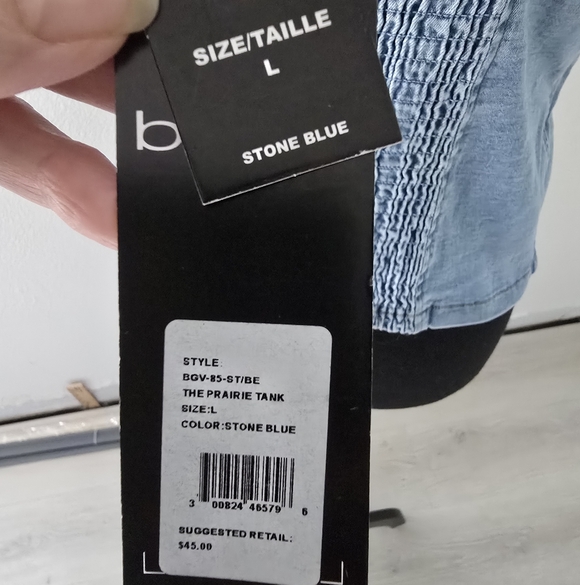 SIZE/TAILLE
L
STONE BLUE
b
STYLE:
BGV-85-ST/BE
THE PRAIRIE TANK
SIZE:L
COLOR:STONE BLUE
3 00824 46579 6
SUGGESTED RETAIL:
$45.00